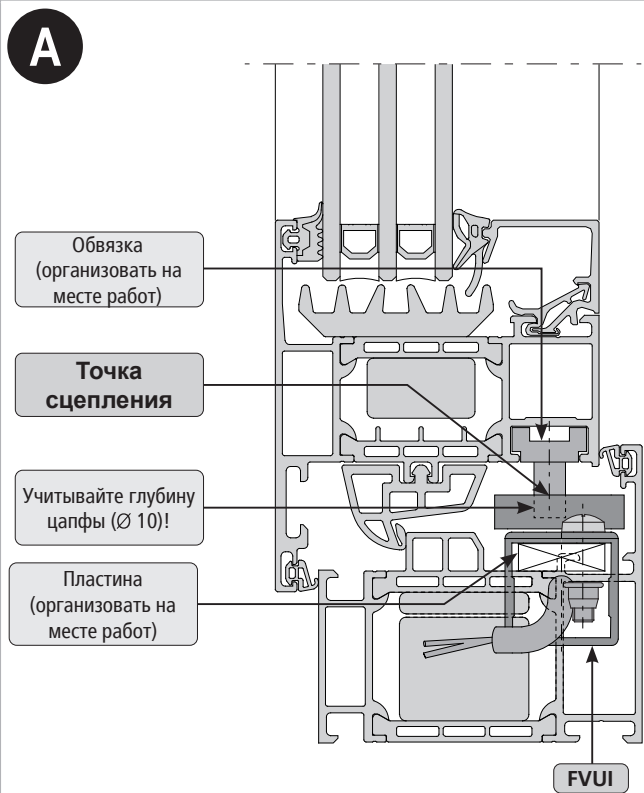 A
Обвязка
(организовать на
месте работ)
Точка
сцепления
Учитывайте глубину
цапфы (Ø 10)!
Пластина
(организовать на
месте работ)
FVUI